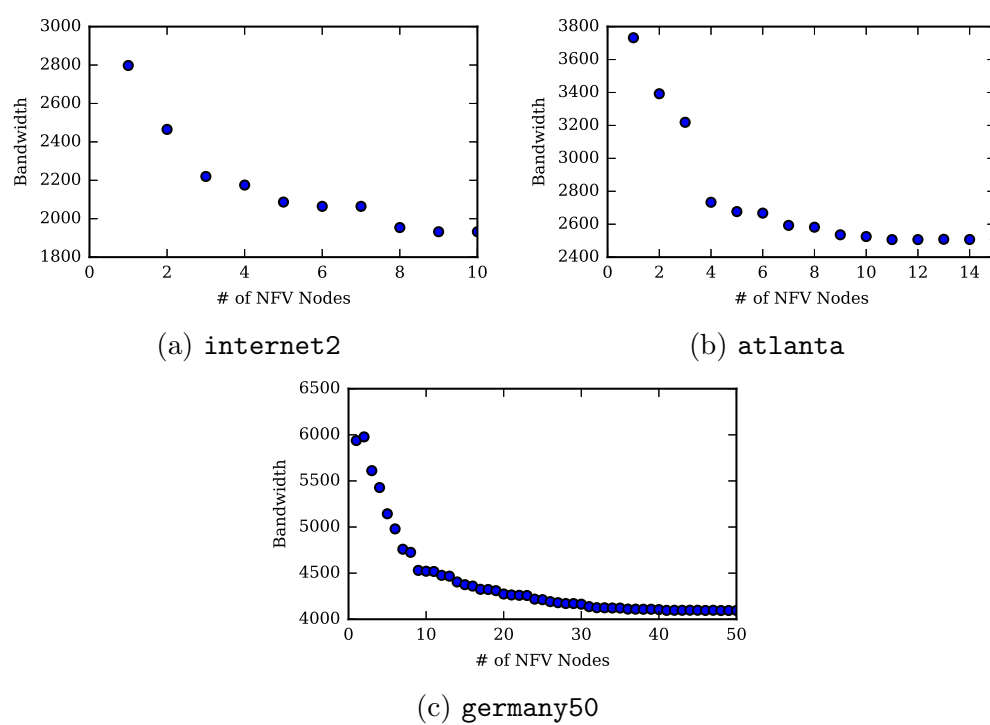 3000
2800
2600
2400
2200
2000
1800
Bandwidth
0 2 4 6 8 10
# of NFV Nodes
(a) internet2
3800
3600
3400
3200
3000
2800
2600
2400
Bandwidth
0 2 4 6 8 10 12 14
# of NFV Nodes
(b) atlanta
6500
6000
5500
5000
4500
4000
Bandwidth
0 10 20 30 40 50
# of NFV Nodes
(c) germany50